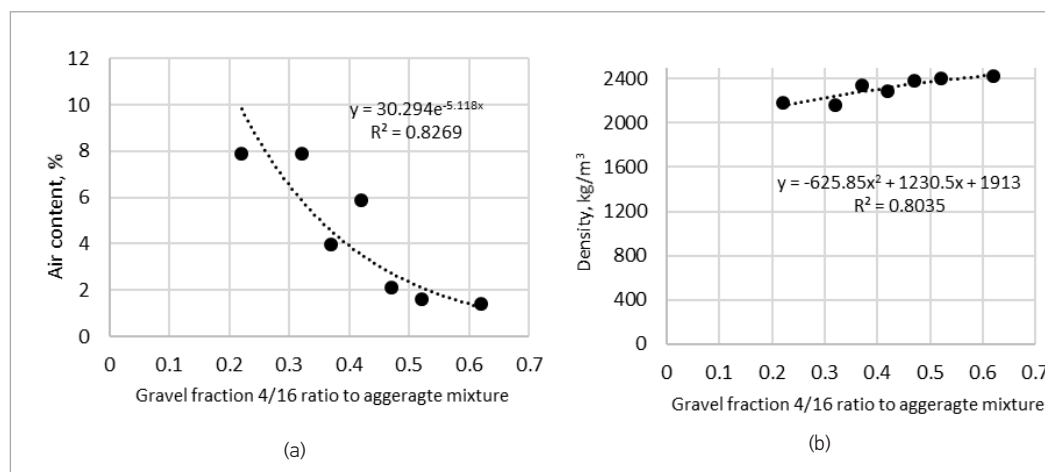 12
10
8
6
4
2
0
Air content, %
y = 30.294e^-5.118x
R² = 0.8269
0 0.1 0.2 0.3 0.4 0.5 0.6 0.7
Gravel fraction 4/16 ratio to aggeragte mixture
(a)
2400
2000
1600
1200
800
400
0
Density, kg/m³
y = -625.85x² + 1230.5x + 1913
R² = 0.8035
0 0.1 0.2 0.3 0.4 0.5 0.6 0.7
Gravel fraction 4/16 ratio to aggeragte mixture
(b)